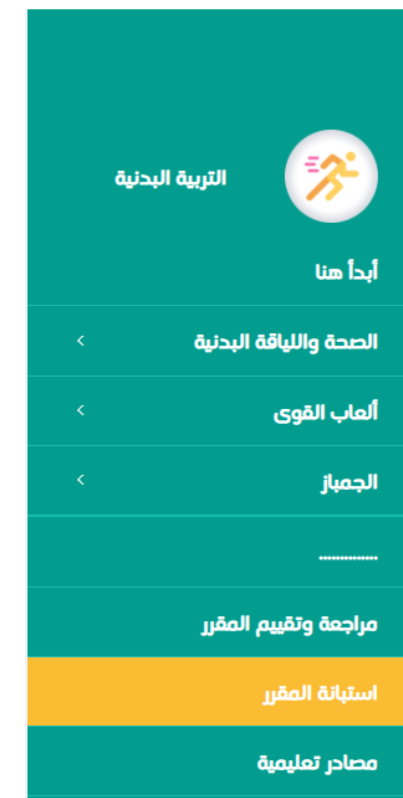 التربية البدنية
أبدأ هنا
الصحة واللياقة البدنية
ألعاب القوى
الجمباز
..............
مراجعة وتقييم المقرر
استبانة المقرر
مصادر تعليمية